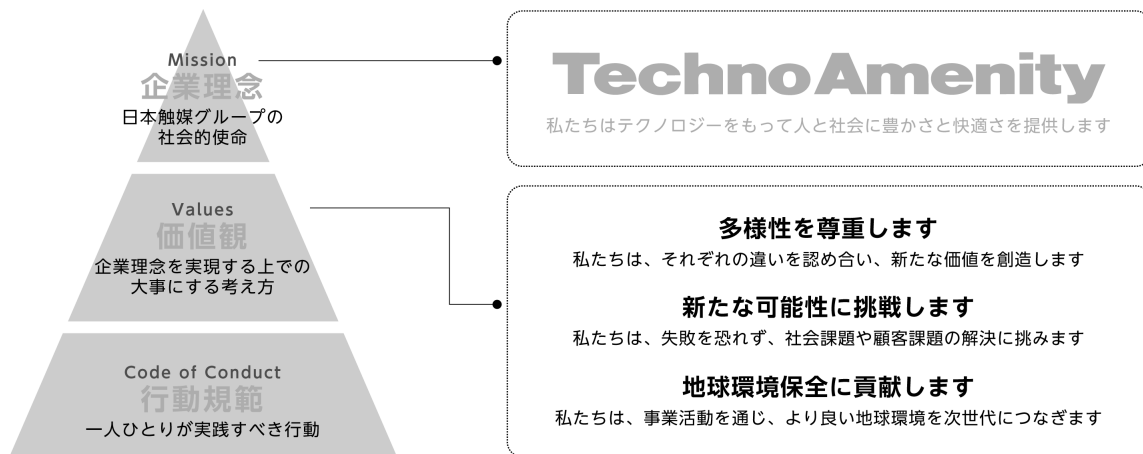 Mission
企業理念
日本触媒グループの
社会的使命
TechnoAmenity
私たちはテクノロジーをもって人と社会に豊かさと快適さを提供します
Values
価値観
企業理念を実現する上での
大事にする考え方
多様性を尊重します
私たちは、それぞれの違いを認め合い、新たな価値を創造します
新たな可能性に挑戦します
私たちは、失敗を恐れず、社会課題や顧客課題の解決に挑みます
地球環境保全に貢献します
私たちは、事業活動を通じ、より良い地球環境を次世代につなぎます
Code of Conduct
行動規範
一人ひとりが実践すべき行動